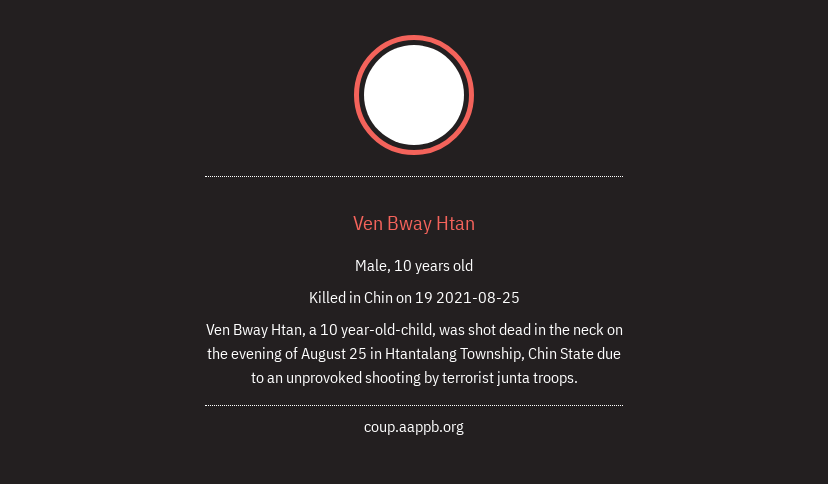 Ven Bway Htan
Male, 10 years old
Killed in Chin on 19 2021-08-25
Ven Bway Htan, a 10 year-old-child, was shot dead in the neck on
the evening of August 25 in Htantalang Township, Chin State due
to an unprovoked shooting by terrorist junta troops.
coup.aappb.org